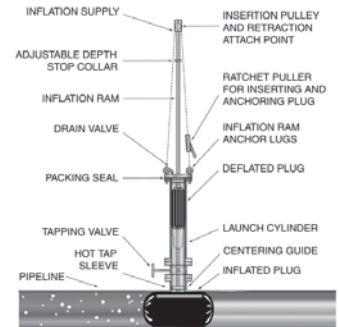 INFLATION SUPPLY
ADJUSTABLE DEPTH
STOP COLLAR
INFLATION RAM
DRAIN VALVE
PACKING SEAL
TAPPING VALVE
HOT TAP
SLEEVE
PIPELINE
INSERTION PULLEY
AND RETRACTION
ATTACH POINT
RATCHET PULLER
FOR INSERTING AND
ANCHORING PLUG
INFLATION RAM
ANCHOR LUGS
DEFLATED PLUG
LAUNCH CYLINDER
CENTERING GUIDE
INFLATED PLUG